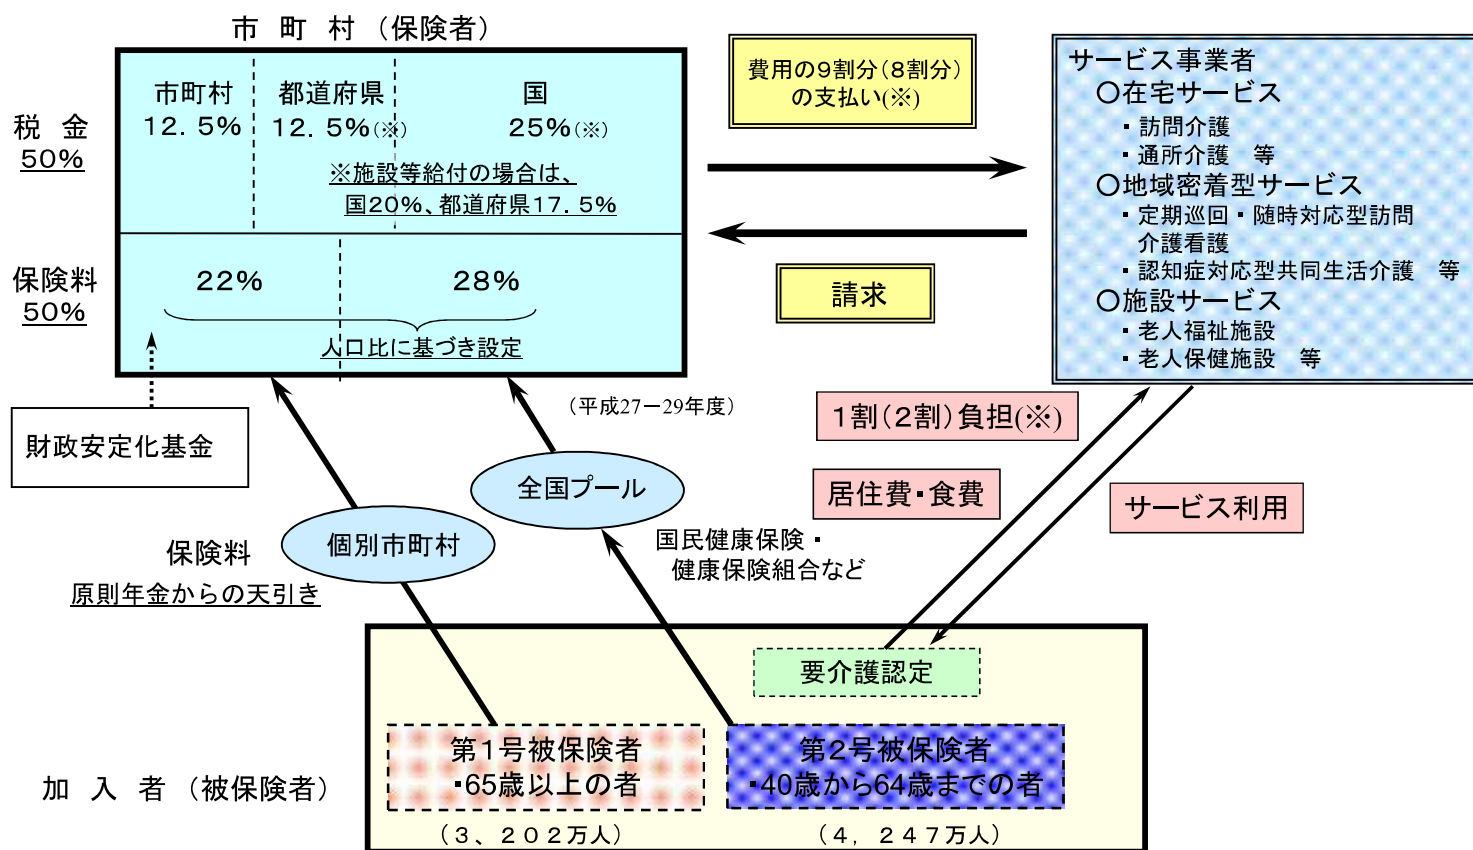 市 町 村（保険者）
税 金
50%
市町村
12．5%
都道府県
12．5%(※)
国
25%(※)
※施設等給付の場合は、
国20%、都道府県17．5%
保険料
50%
22%
28%
人口比に基づき設定
費用の9割分（8割分）
の支払い(※)
請求
サービス事業者
〇在宅サービス
・訪問介護
・通所介護　等
〇地域密着型サービス
・定期巡回・随時対応型訪問
介護看護
・認知症対応型共同生活介護　等
〇施設サービス
・老人福祉施設
・老人保健施設　等
財政安定化基金
（平成27－29年度）
1割（2割）負担(※)
居住費・食費
サービス利用
全国プール
個別市町村
国民健康保険・
健康保険組合など
保険料
原則年金からの天引き
要介護認定
加 入 者（被保険者）
第1号被保険者
・65歳以上の者
第2号被保険者
・40歳から64歳までの者
（３、２０２万人）
（４，２４７万人）